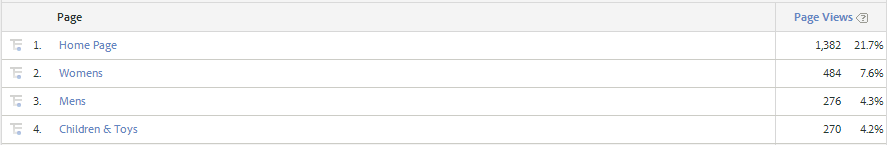 Page Page Views ?
1. Home Page 1,382 21.7%
2. Womens 484 7.6%
3. Mens 276 4.3%
4. Children & Toys 270 4.2%